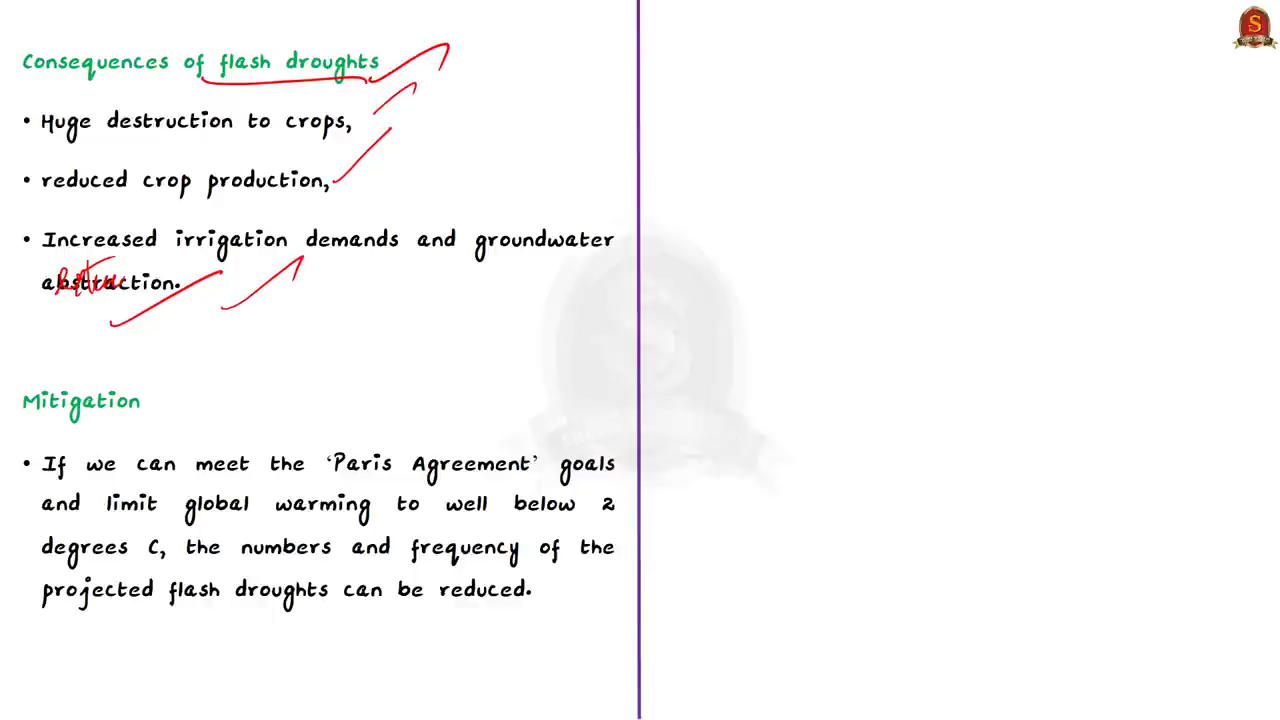 Consequences of flash droughts
• Huge destruction to crops,
• reduced crop production,
• Increased irrigation demands and groundwater
abstraction.
Mitigation
• If we can meet the ‘Paris Agreement’ goals
and limit global warming to well below 2
degrees C, the numbers and frequency of the
projected flash droughts can be reduced.